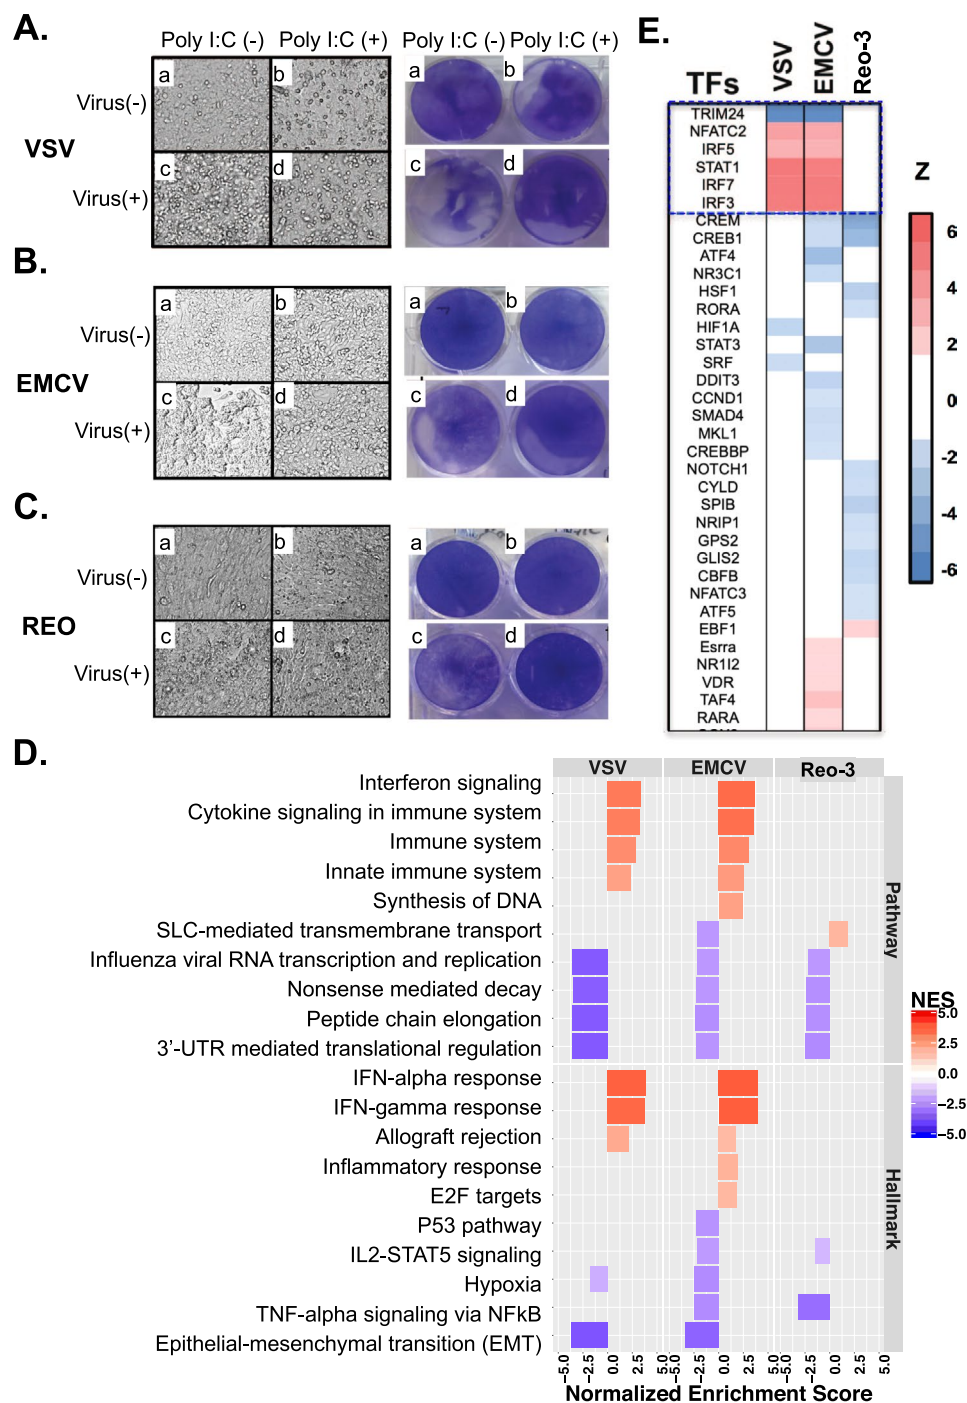 A.
Poly I:C (-) Poly I:C (+) Poly I:C (-) Poly I:C (+)
a b a b
Virus(-)
VSV
c d c d
Virus(+)
B.
a b a b
Virus(-)
EMCV
c d c d
Virus(+)
C.
a b a b
Virus(-)
REO
c d c d
Virus(+)
E.
TFs VSV EMCV Reo-3
TRIM24
NFATC2
IRF5
STAT1
IRF7
IRF3
CREM
CREB1
ATF4
NR3C1
HSF1
RORA
HIF1A
STAT3
SRF
DDIT3
CCND1
SMAD4
MKL1
CREBBP
NOTCH1
CYLD
SPIB
NRIP1
GPS2
GLIS2
CBFB
NFATC3
ATF5
EBF1
Esrra
NR1I2
VDR
TAF4
RARA
Z
6
4
2
0
-2
-4
-6
D.
VSV EMCV Reo-3
Interferon signaling
Cytokine signaling in immune system
Immune system
Innate immune system
Synthesis of DNA
SLC-mediated transmembrane transport
Influenza viral RNA transcription and replication
Nonsense mediated decay
Peptide chain elongation
3'-UTR mediated translational regulation
Pathway
IFN-alpha response
IFN-gamma response
Allograft rejection
Inflammatory response
E2F targets
P53 pathway
IL2-STAT5 signaling
Hypoxia
TNF-alpha signaling via NFkB
Epithelial-mesenchymal transition (EMT)
Hallmark
NES
5.0
2.5
0.0
-2.5
-5.0
-5.0 -2.5 0.0 2.5 5.0 -5.0 -2.5 0.0 2.5 5.0 -5.0 -2.5 0.0 2.5 5.0
Normalized Enrichment Score